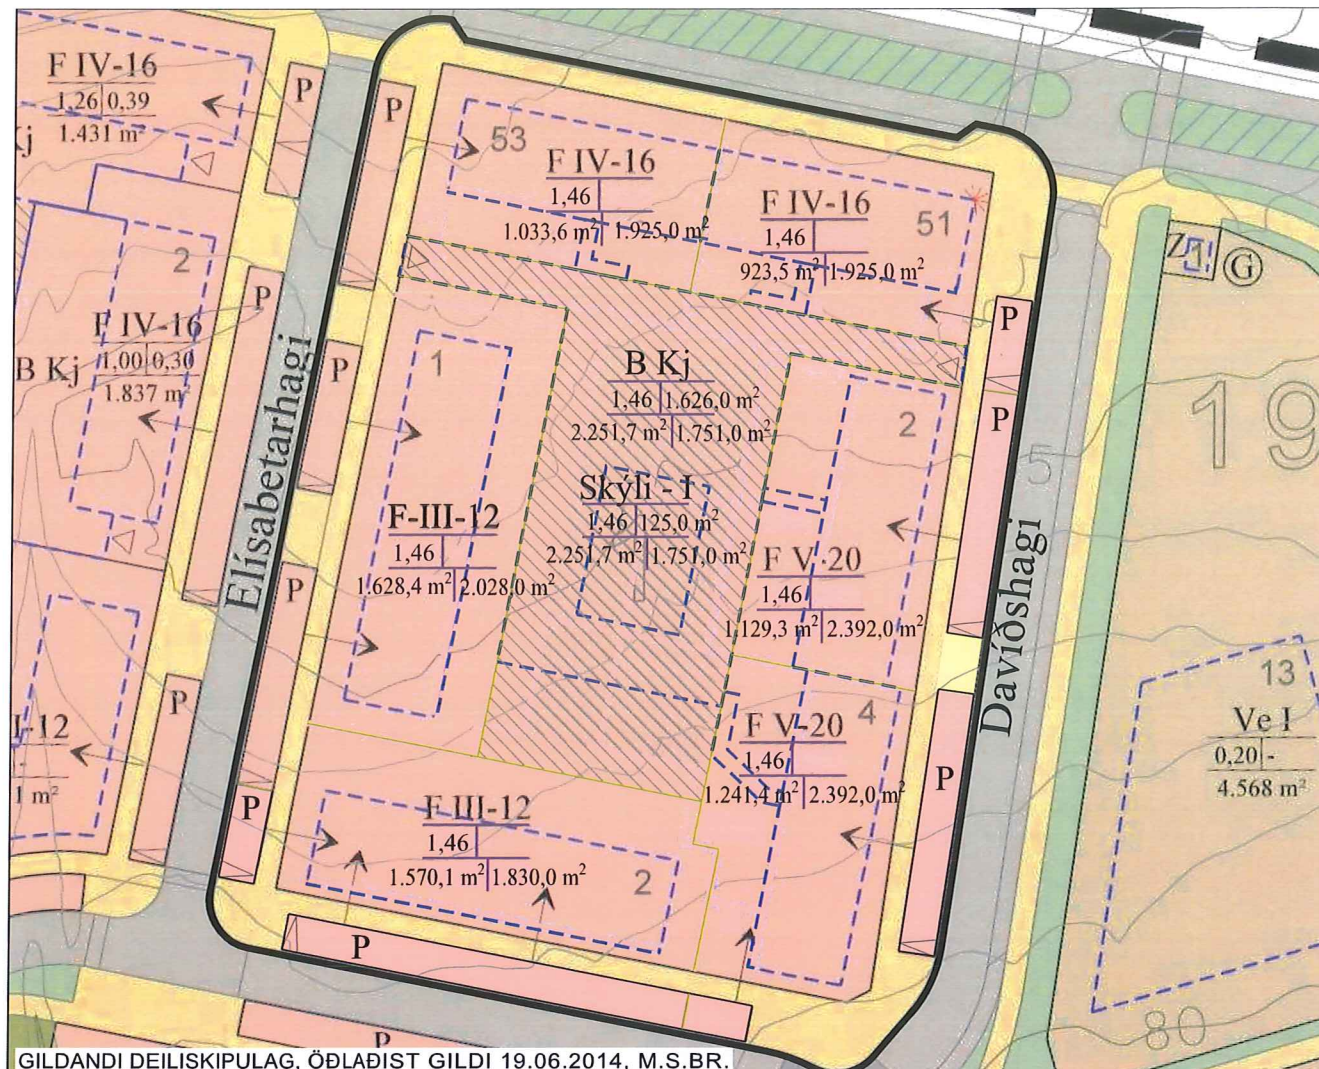 F IV-16
1,26 0,39
1.431 m²
Kj
P
P
53
F IV-16
1,46
1.033,6 m² 1.925,0 m²
F IV-16
1,46
923,5 m² 1.925,0 m²
51
Z
1
G
2
P
F IV-16
1,00 0,30
1.837 m²
B Kj
P
1
B Kj
1,46 1.626,0 m²
2.251,7 m² 1.751,0 m²
P
P
2
5
19
Elísabetarhagi
Skýli - I
1,46 125,0 m²
2.251,7 m² 1.751,0 m²
F-III-12
1,46
1.628,4 m² 2.028,0 m²
F V-20
1,46
1.129,3 m² 2.392,0 m²
Davíðshagi
P
P
I-12
-
1 m²
F V-20
1,46
1.241,4 m² 2.392,0 m²
4
P
13
Ve I
0,20 -
4.568 m²
P
F III-12
1,46
1.570,1 m² 1.830,0 m²
2
P
80
P
GILDANDI DEILISKIPULAG, ÖÐLAÐIST GILDI 19.06.2014, M.S.BR.